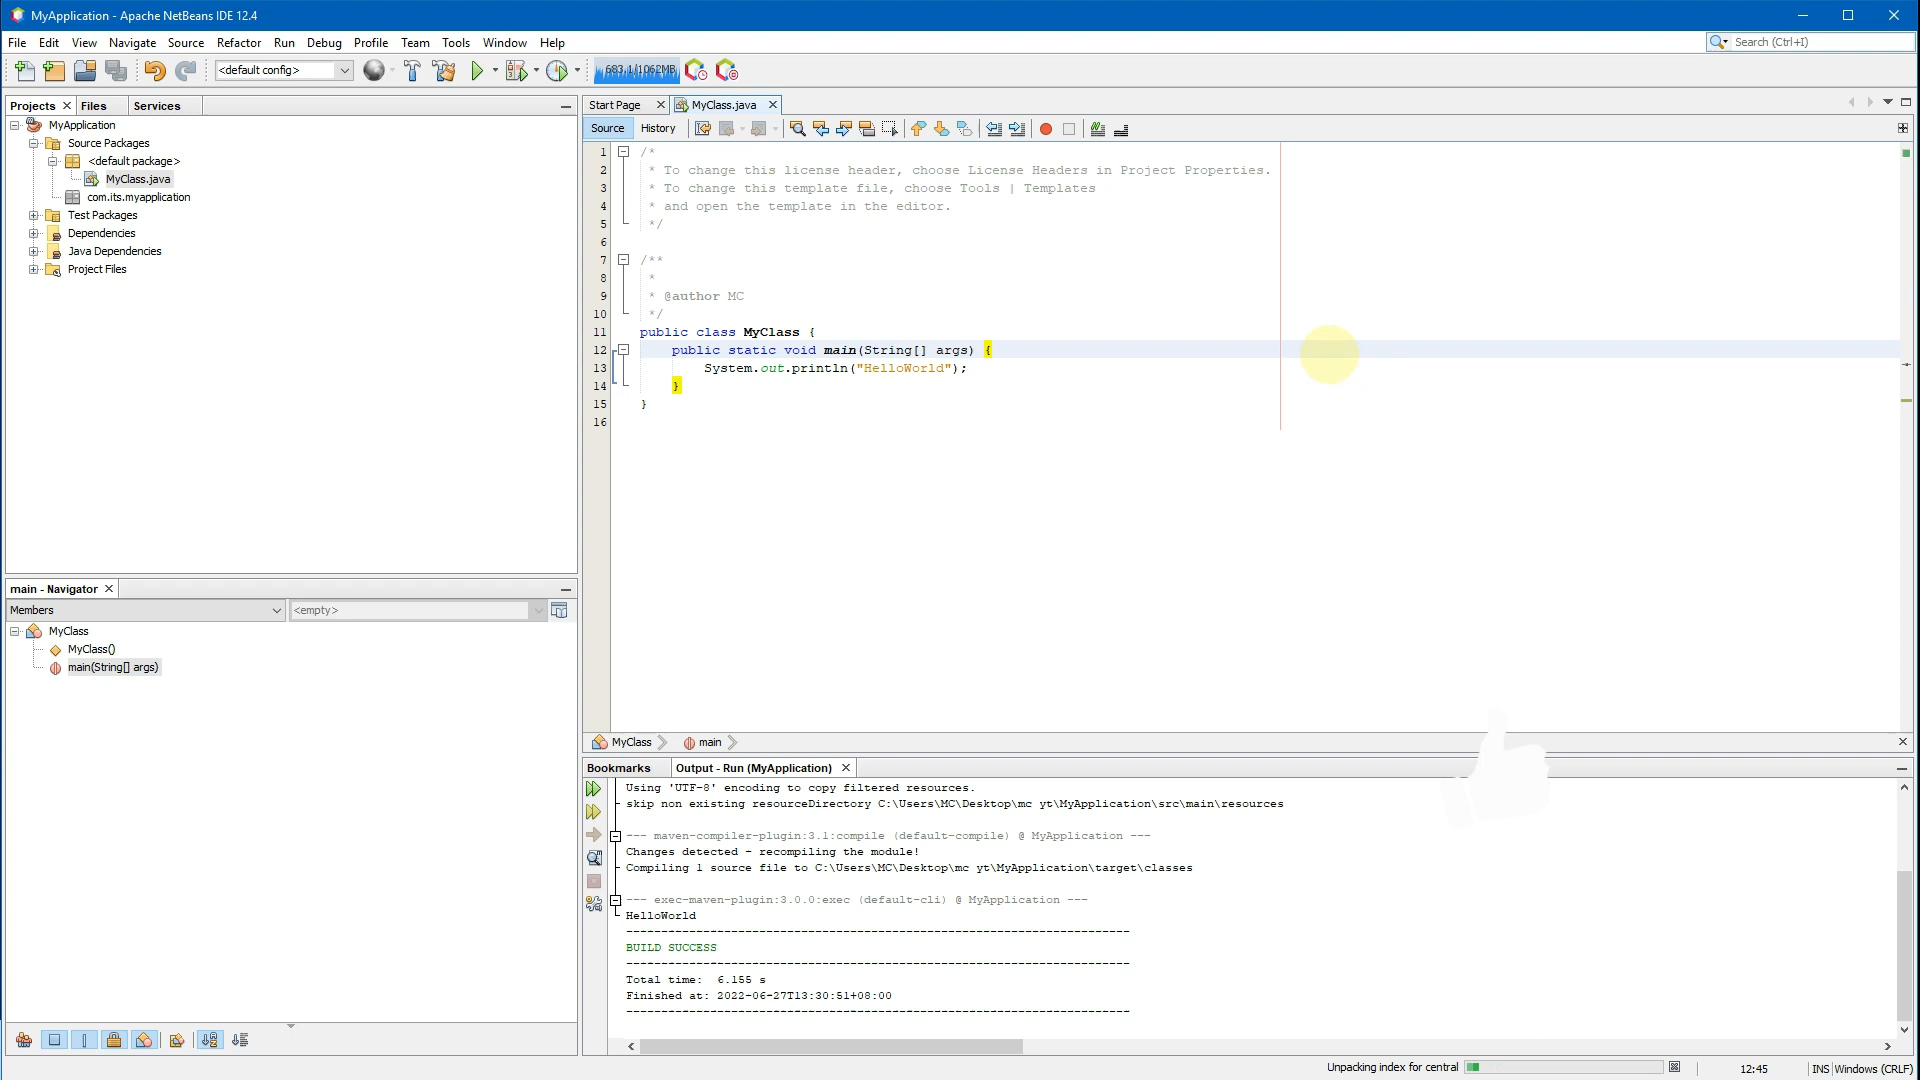 MyApplication - Apache NetBeans IDE 12.4
File Edit View Navigate Source Refactor Run Debug Profile Team Tools Window Help
Search (Ctrl+I)
<default config>
683.1/1062MB
Projects Files Services
MyApplication
Source Packages
<default package>
MyClass.java
com.its.myapplication
Test Packages
Dependencies
Java Dependencies
Project Files
main - Navigator
Members
<empty>
MyClass
MyClass()
main(String[] args)
Start Page MyClass.java
Source History
1 /*
2 * To change this license header, choose License Headers in Project Properties.
3 * To change this template file, choose Tools | Templates
4 * and open the template in the editor.
5 */
6
7 /**
8 *
9 * @author MC
10 */
11 public class MyClass {
12 public static void main(String[] args) {
13 System.out.println("HelloWorld");
14 }
15 }
16
MyClass main
Bookmarks Output - Run (MyApplication)
Using 'UTF-8' encoding to copy filtered resources.
skip non existing resourceDirectory C:\Users\MC\Desktop\mc yt\MyApplication\src\main\resources
--- maven-compiler-plugin:3.1:compile (default-compile) @ MyApplication ---
Changes detected - recompiling the module!
Compiling 1 source file to C:\Users\MC\Desktop\mc yt\MyApplication\target\classes
--- exec-maven-plugin:3.0.0:exec (default-cli) @ MyApplication ---
HelloWorld
------------------------------------------------------------------------
BUILD SUCCESS
------------------------------------------------------------------------
Total time: 6.155 s
Finished at: 2022-06-27T13:30:51+08:00
------------------------------------------------------------------------
Unpacking index for central
12:45
INS Windows (CRLF)